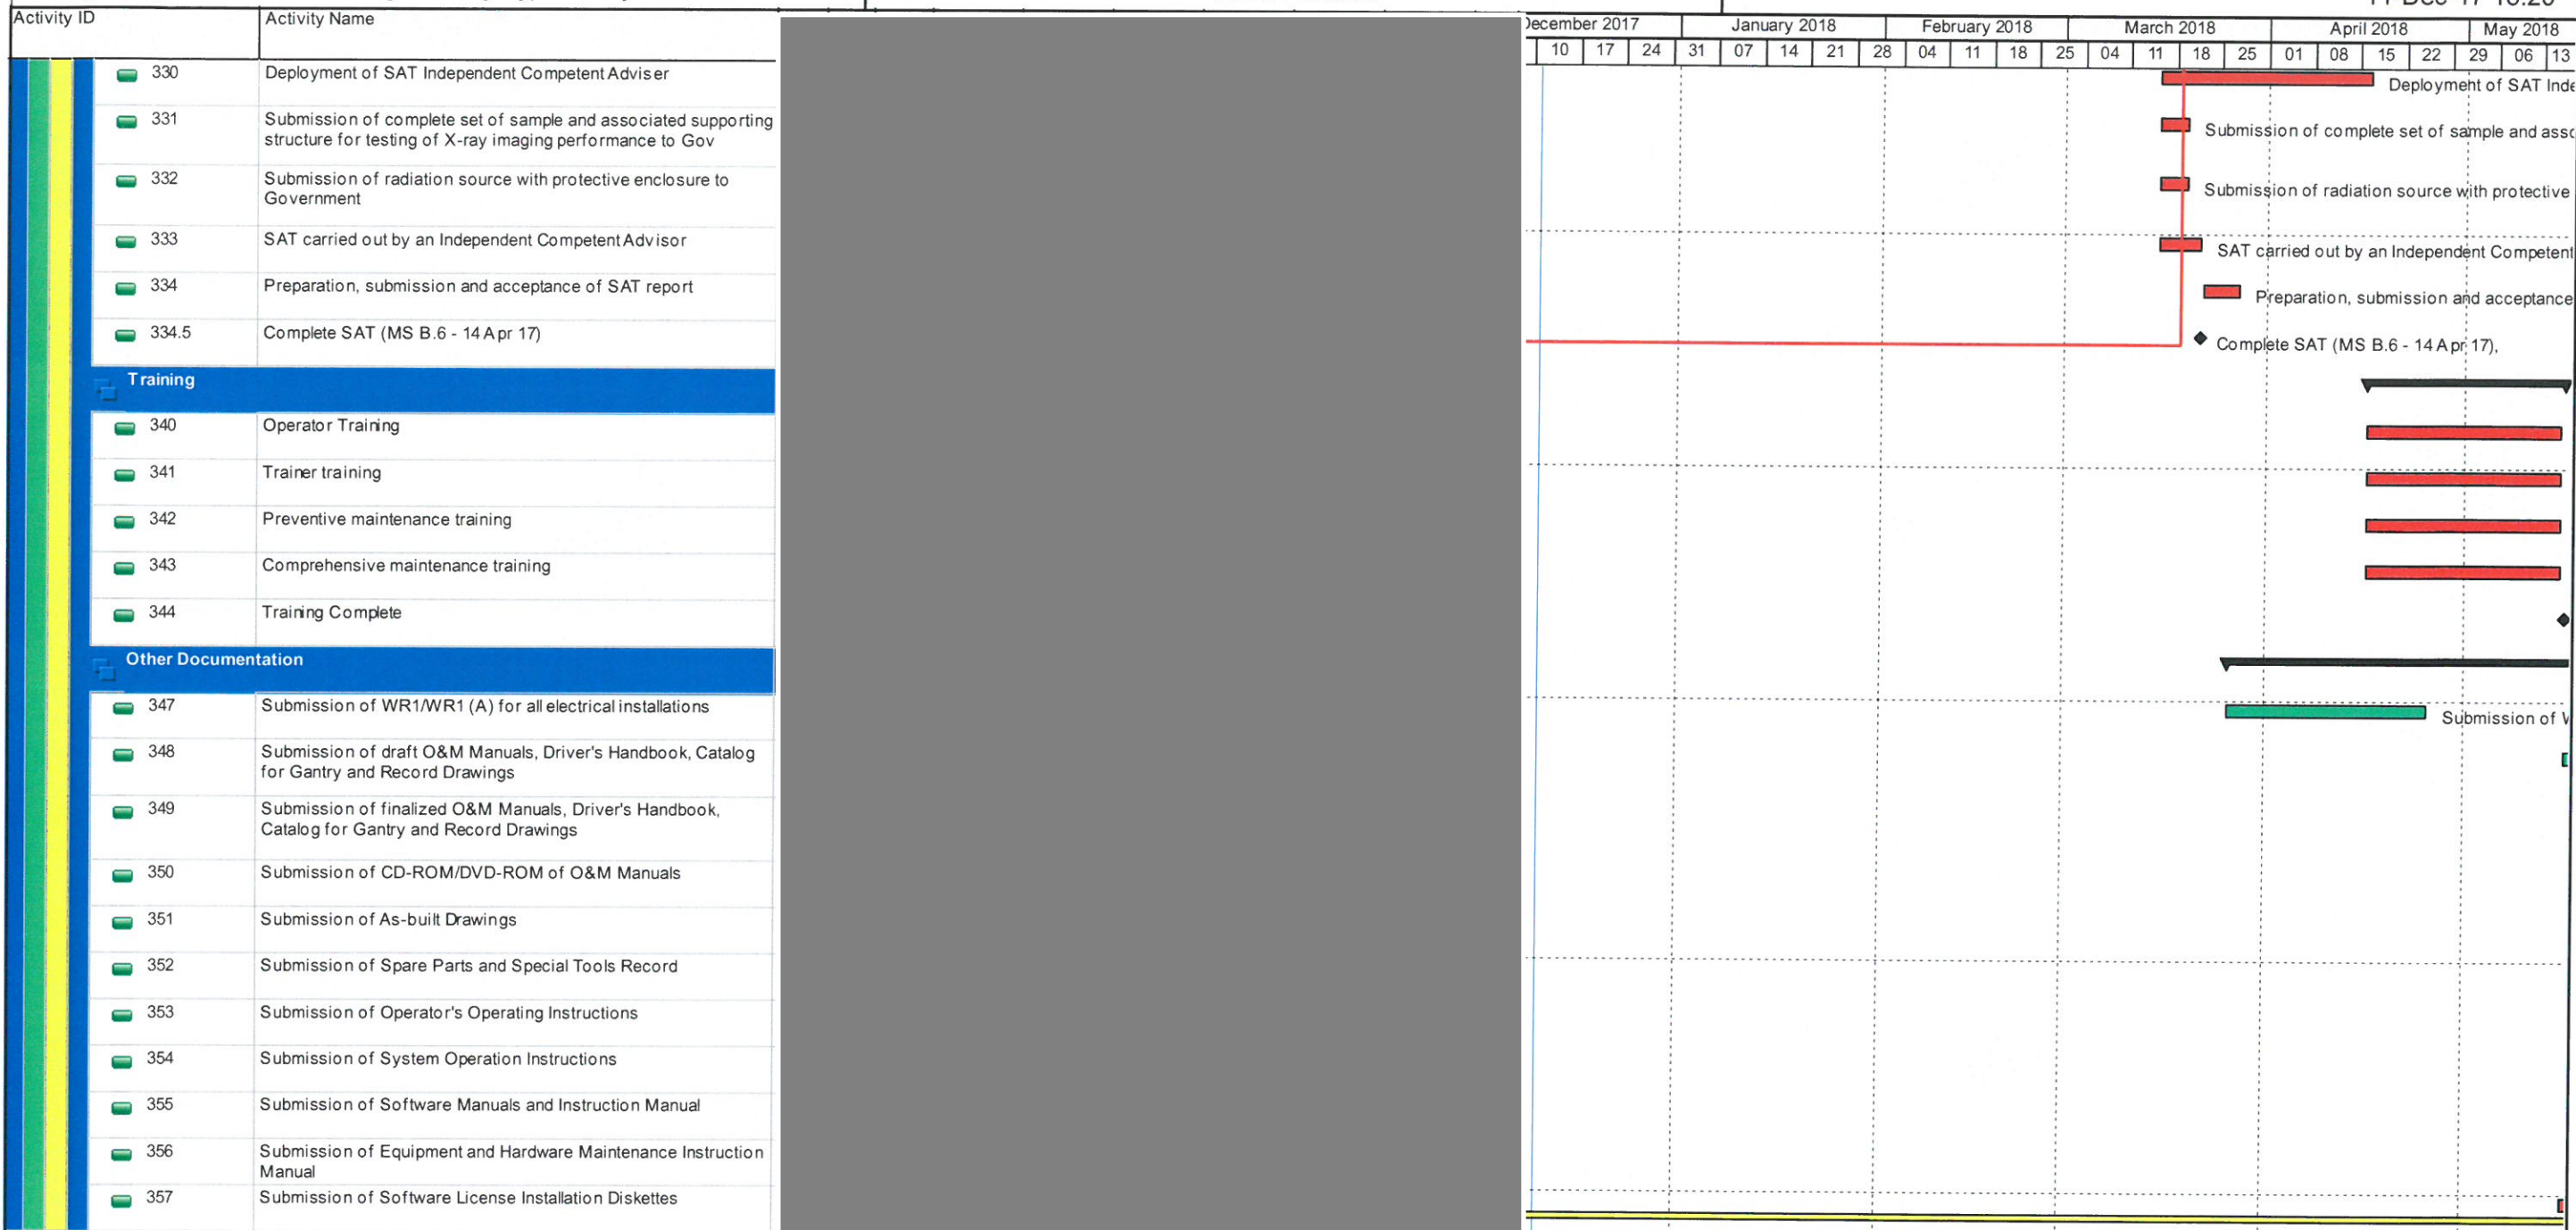 Activity ID
Activity Name
December 2017
January 2018
February 2018
March 2018
April 2018
May 2018
10 17 24 31 07 14 21 28 04 11 18 25 04 11 18 25 01 08 15 22 29 06 13
330 Deployment of SAT Independent Competent Adviser
Deployment of SAT Inde
331 Submission of complete set of sample and associated supporting
structure for testing of X-ray imaging performance to Gov
Submission of complete set of sample and asso
332 Submission of radiation source with protective enclosure to
Government
Submission of radiation source with protective
333 SAT carried out by an Independent Competent Advisor
SAT carried out by an Independent Competent
334 Preparation, submission and acceptance of SAT report
Preparation, submission and acceptance
334.5 Complete SAT (MS B.6 - 14 Apr 17)
Complete SAT (MS B.6 - 14 Apr 17),
Training
340 Operator Training
341 Trainer training
342 Preventive maintenance training
343 Comprehensive maintenance training
344 Training Complete
Other Documentation
347 Submission of WR1/WR1 (A) for all electrical installations
Submission of
348 Submission of draft O&M Manuals, Driver's Handbook, Catalog
for Gantry and Record Drawings
349 Submission of finalized O&M Manuals, Driver's Handbook,
Catalog for Gantry and Record Drawings
350 Submission of CD-ROM/DVD-ROM of O&M Manuals
351 Submission of As-built Drawings
352 Submission of Spare Parts and Special Tools Record
353 Submission of Operator's Operating Instructions
354 Submission of System Operation Instructions
355 Submission of Software Manuals and Instruction Manual
356 Submission of Equipment and Hardware Maintenance Instruction
Manual
357 Submission of Software License Installation Diskettes